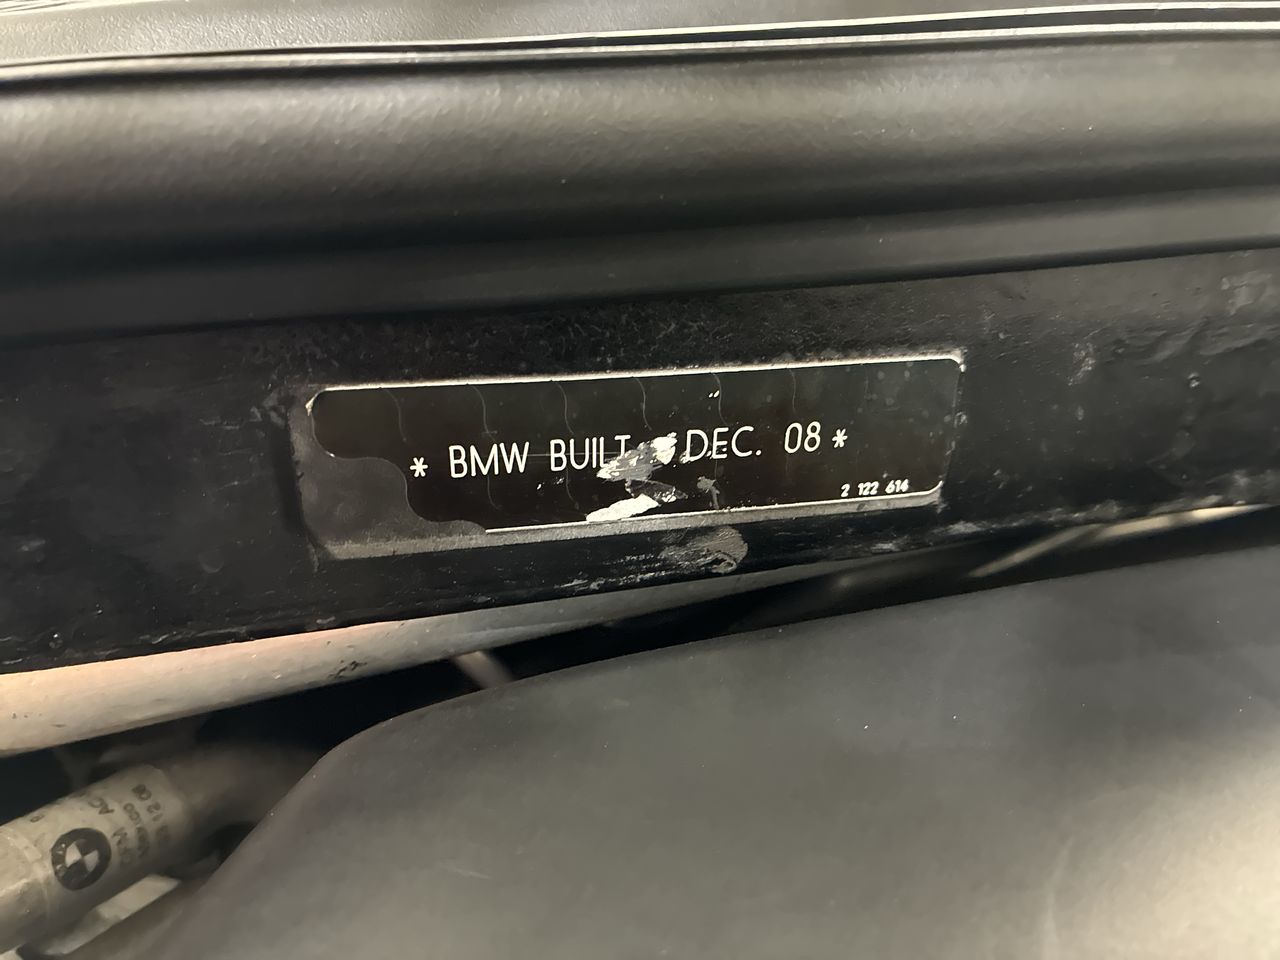 * BMW BUILT DEC. 08 *
2 122 614